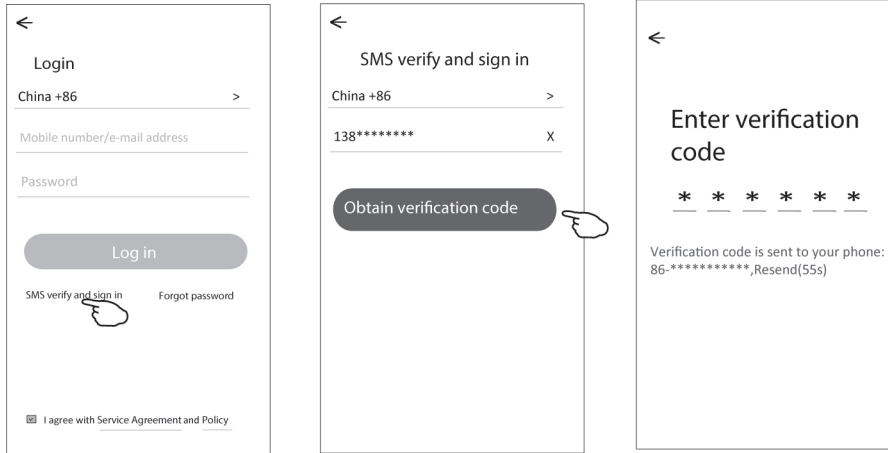 Login
China +86 >
Mobile number/e-mail address
Password
Log in
SMS verify and sign in Forgot password
I agree with Service Agreement and Policy
SMS verify and sign in
China +86 >
138******** X
Obtain verification code
Enter verification
code
* * * * * *
Verification code is sent to your phone:
86-***********,Resend(55s)